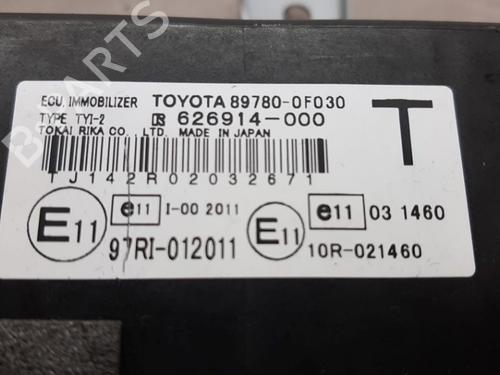 ECU, IMMOBILIZER TOYOTA 89780-0F030
TYPE TYI-2 626914-000
TOKAI RIKA CO., LTD. MADE IN JAPAN
T
TJ142R02032671
E11 e11 I-00 2011 E11 e11 03 1460
97RI-012011 10R-021460
B PARTS